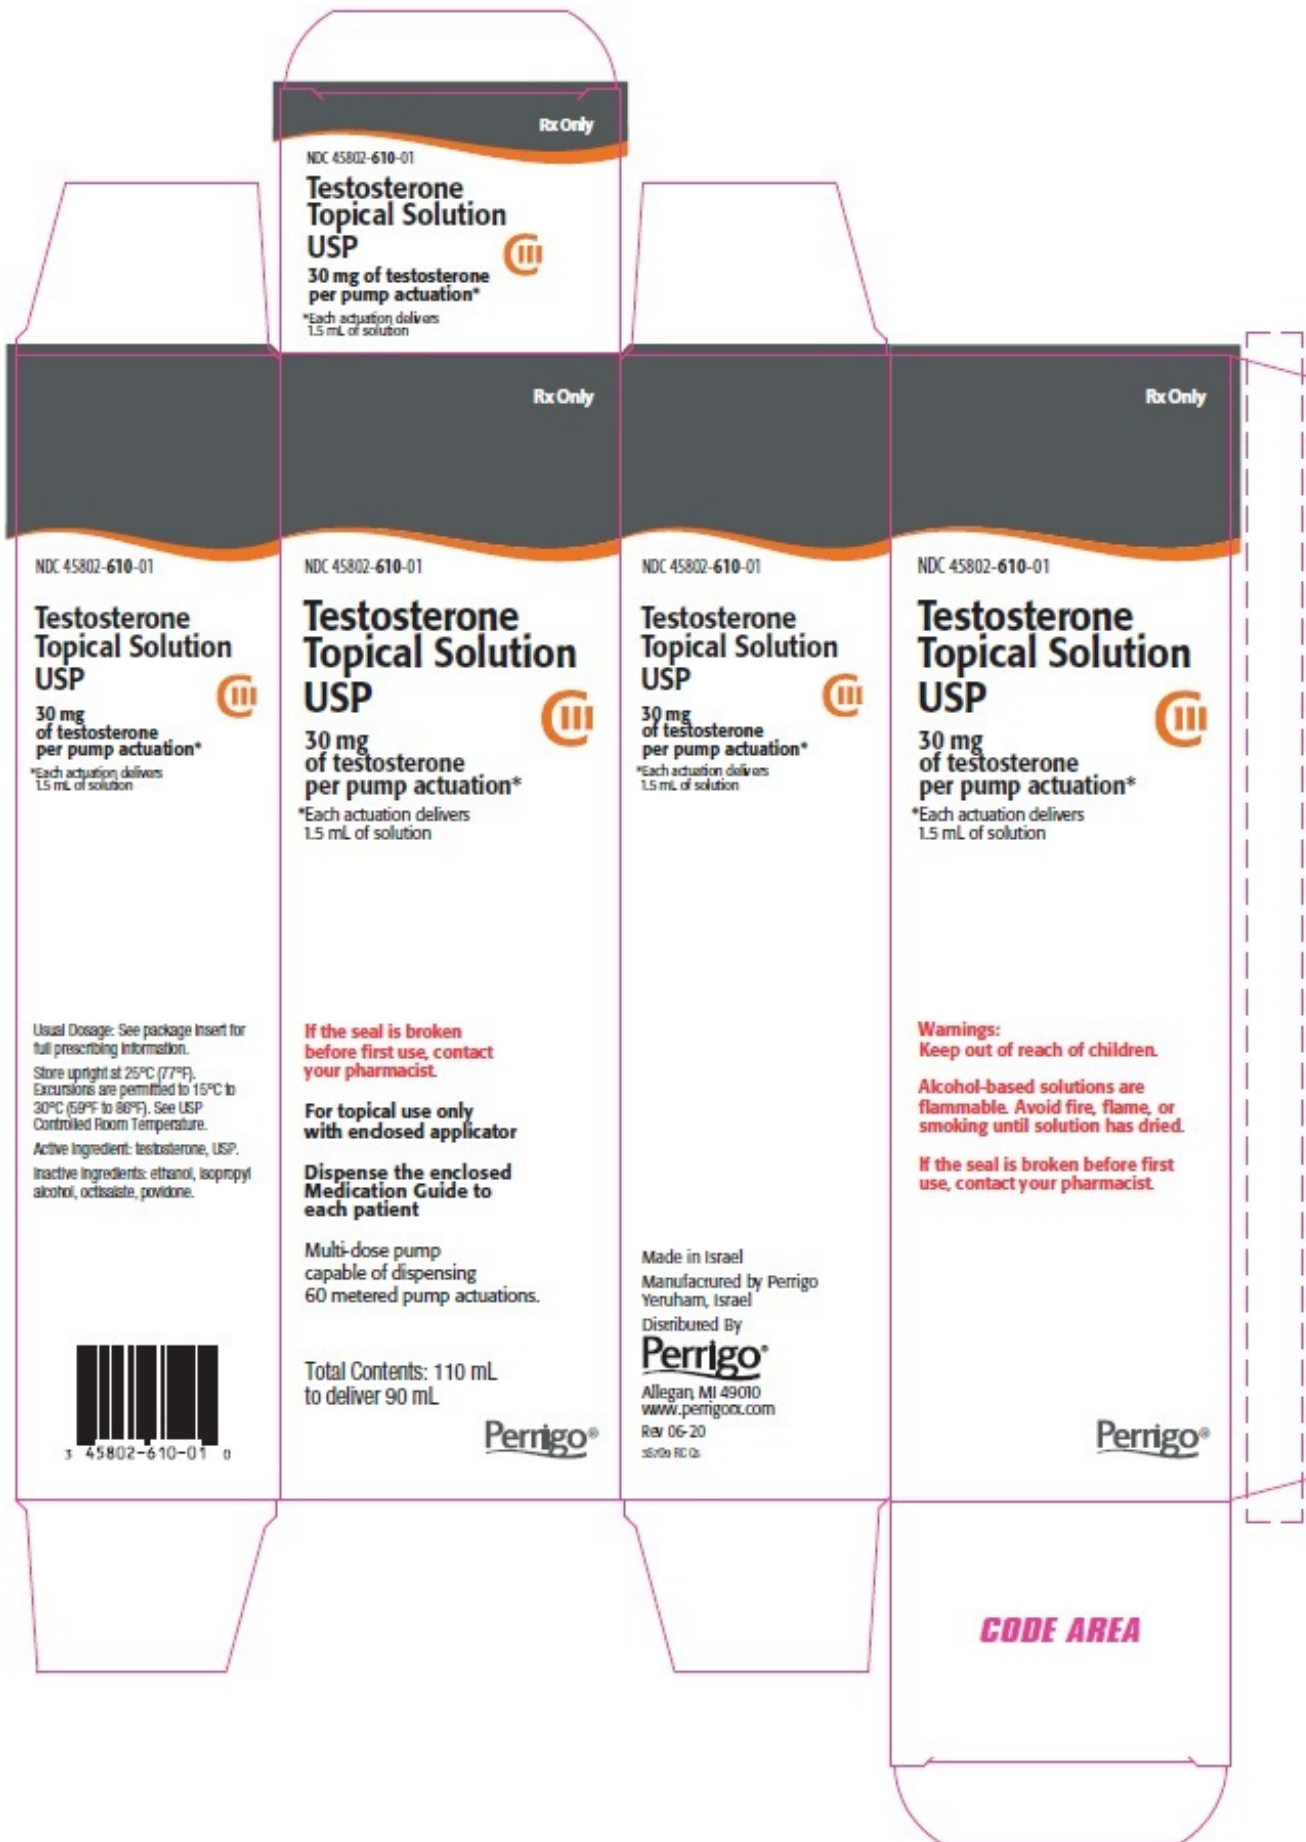 Rx Only
NDC 45802-610-01
Testosterone
Topical Solution
USP
CIII
30 mg of testosterone
per pump actuation*
*Each actuation delivers
1.5 mL of solution
NDC 45802-610-01
Testosterone
Topical Solution
USP
CIII
30 mg
of testosterone
per pump actuation*
*Each actuation delivers
1.5 mL of solution
Usual Dosage: See package insert for
full prescribing information.
Store upright at 25°C (77°F).
Excursions are permitted to 15°C to
30°C (59°F to 86°F). See USP
Controlled Room Temperature.
Active ingredient: testosterone, USP.
Inactive ingredients: ethanol, isopropyl
alcohol, octisalate, povidone.
3 45802-610-01 0
Rx Only
NDC 45802-610-01
Testosterone
Topical Solution
USP
CIII
30 mg
of testosterone
per pump actuation*
*Each actuation delivers
1.5 mL of solution
If the seal is broken
before first use, contact
your pharmacist.
For topical use only
with enclosed applicator
Dispense the enclosed
Medication Guide to
each patient
Multi-dose pump
capable of dispensing
60 metered pump actuations.
Total Contents: 110 mL
to deliver 90 mL
Perrigo®
NDC 45802-610-01
Testosterone
Topical Solution
USP
CIII
30 mg
of testosterone
per pump actuation*
*Each actuation delivers
1.5 mL of solution
Made in Israel
Manufactured by Perrigo
Yeruham, Israel
Distributed By
Perrigo®
Allegan, MI 49010
www.perrigorx.com
Rev 06-20
Rx Only
NDC 45802-610-01
Testosterone
Topical Solution
USP
CIII
30 mg
of testosterone
per pump actuation*
*Each actuation delivers
1.5 mL of solution
Warnings:
Keep out of reach of children.
Alcohol-based solutions are
flammable. Avoid fire, flame, or
smoking until solution has dried.
If the seal is broken before first
use, contact your pharmacist.
Perrigo®
CODE AREA